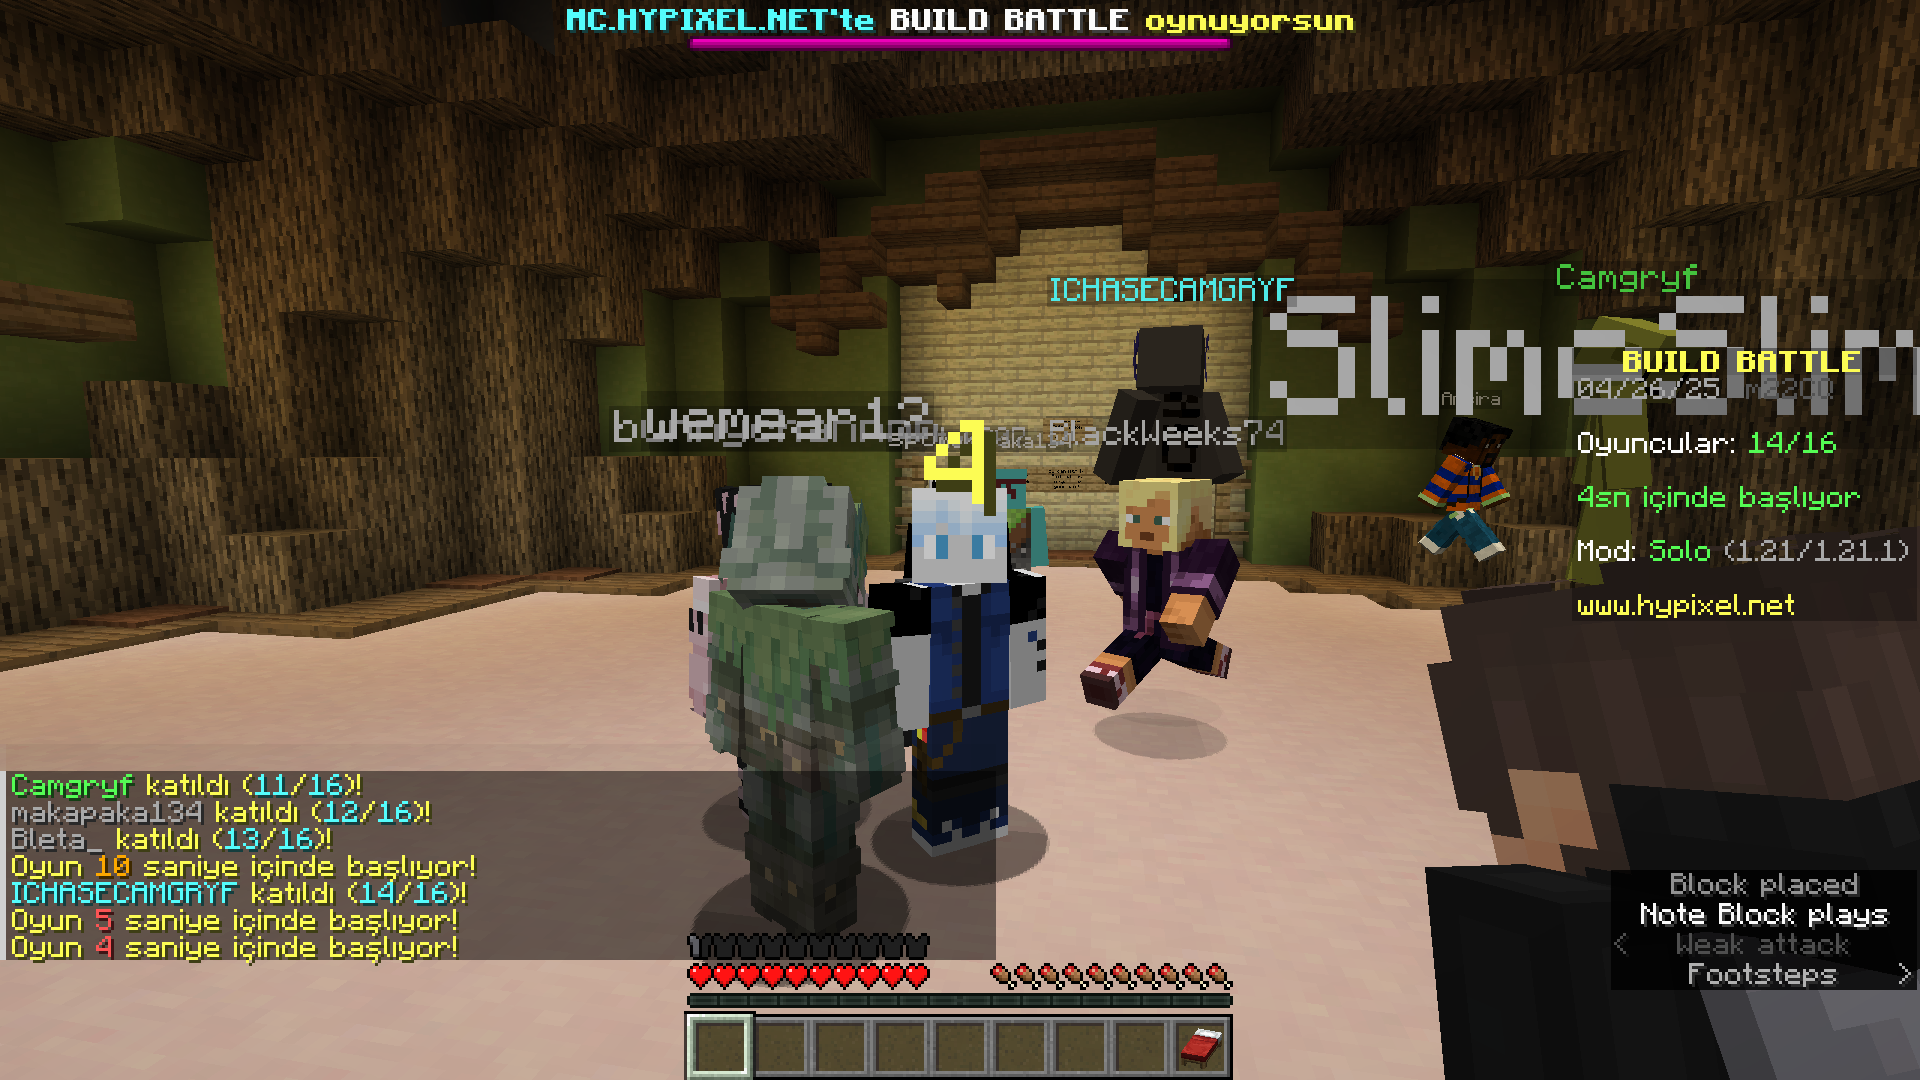 MC.HYPIXEL.NET'te BUILD BATTLE oynuyorsun
ICHASECAMGRYF
Camgryf
BUILD BATTLE
04/26/25
Oyuncular: 14/16
4sn içinde başlıyor
Mod: Solo (1.21/1.21.1)
www.hypixel.net
BlackWeeks74
4
Camgryf katıldı (11/16)!
makapaka134 katıldı (12/16)!
Bleta_ katıldı (13/16)!
Oyun 10 saniye içinde başlıyor!
ICHASECAMGRYF katıldı (14/16)!
Oyun 5 saniye içinde başlıyor!
Oyun 4 saniye içinde başlıyor!
Block placed
Note Block plays
< Weak attack
Footsteps >